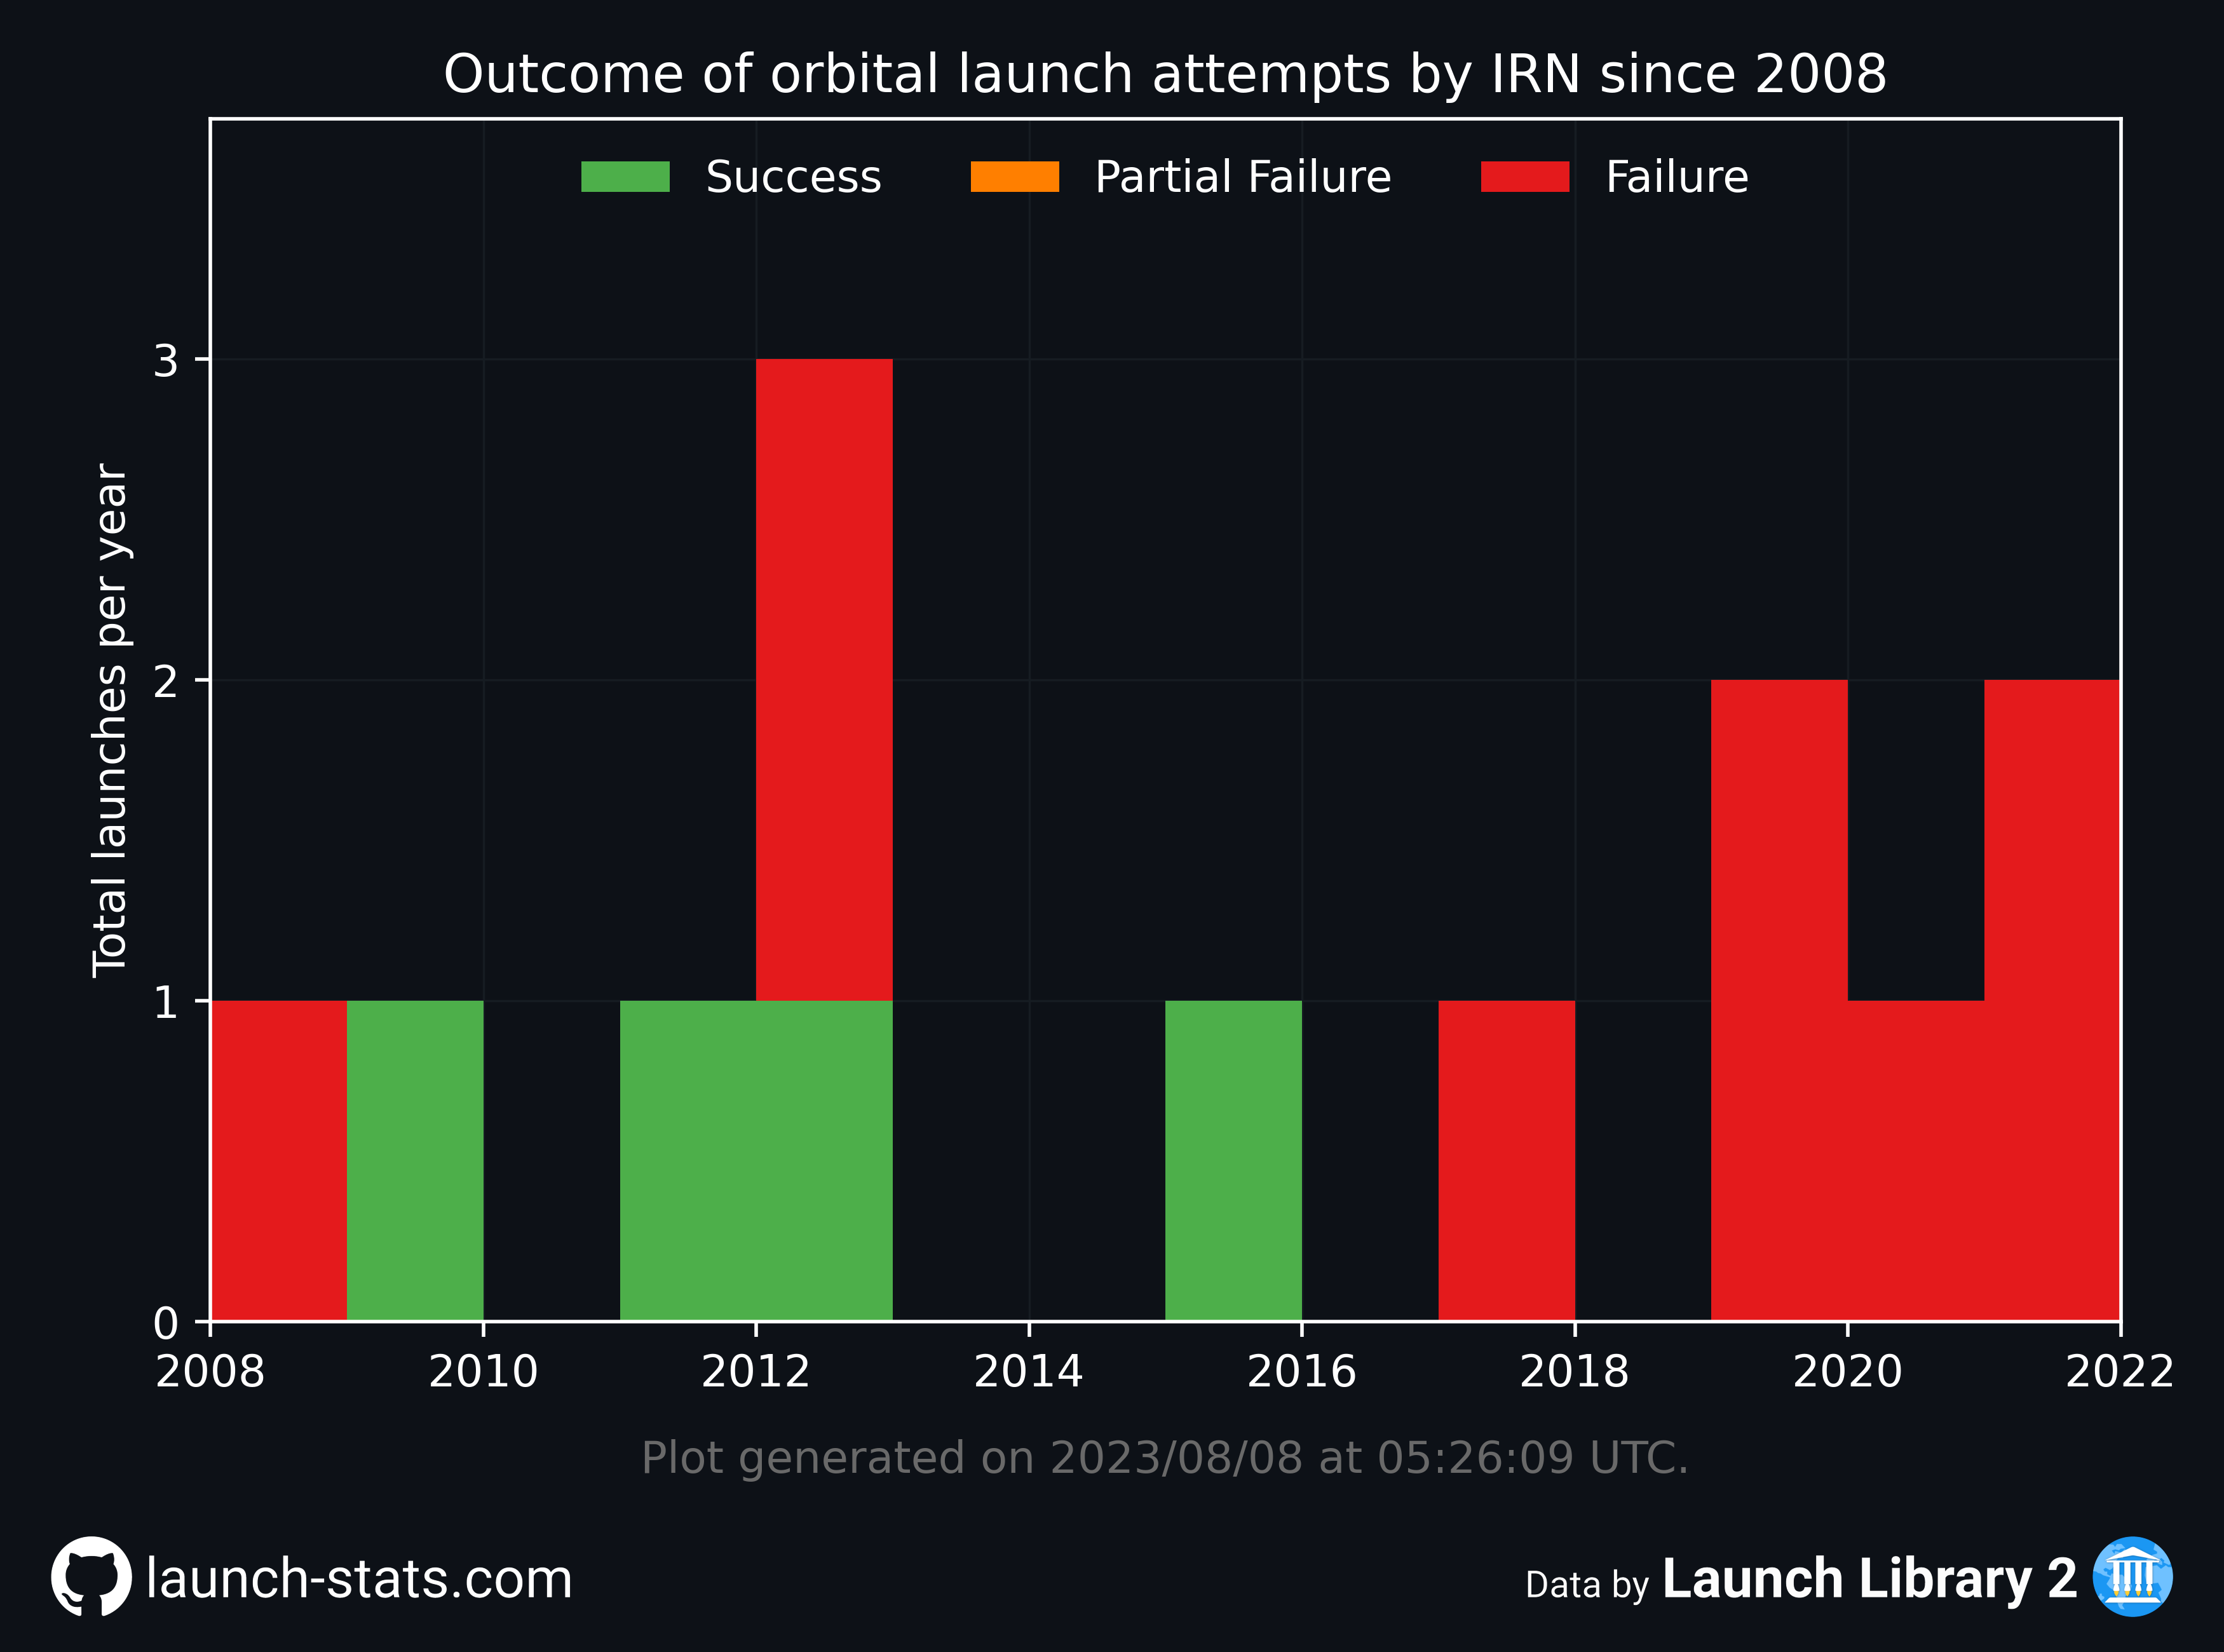 Outcome of orbital launch attempts by IRN since 2008
Success Partial Failure Failure
Total launches per year
3
2
1
0
2008 2010 2012 2014 2016 2018 2020 2022
Plot generated on 2023/08/08 at 05:26:09 UTC.
launch-stats.com
Data by Launch Library 2